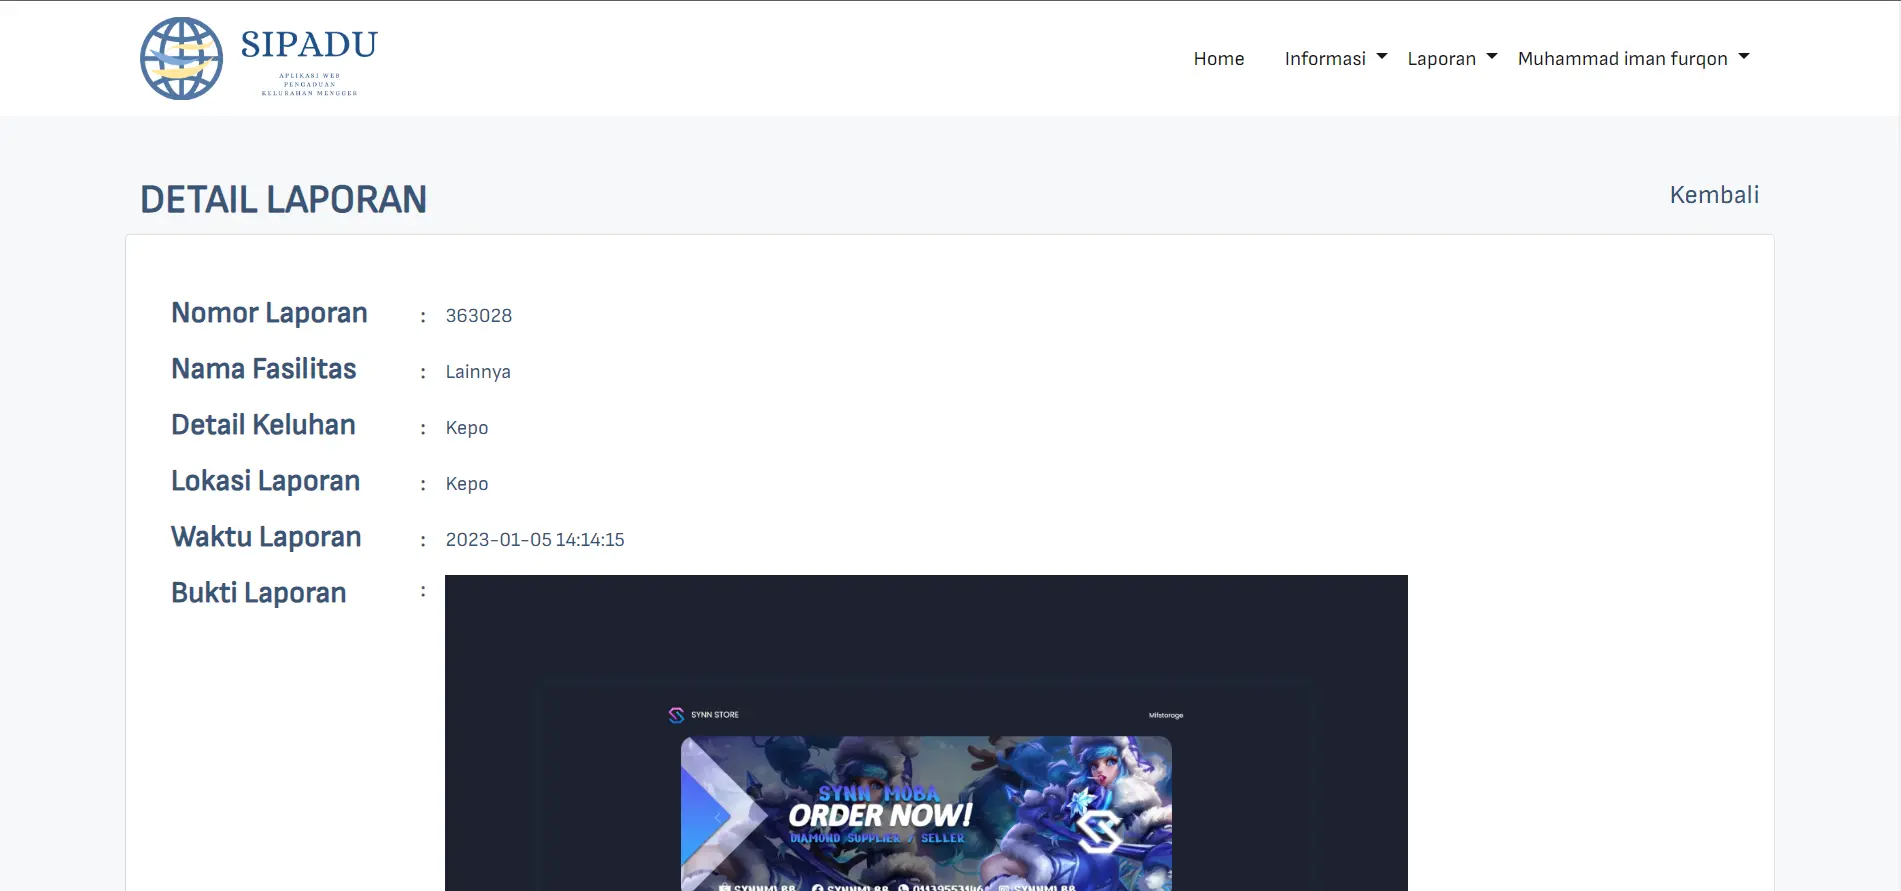 SIPADU
APLIKASI WEB
PENGADUAN
KELURAHAN MENGGER
Home Informasi Laporan Muhammad iman furqon
DETAIL LAPORAN
Kembali
Nomor Laporan : 363028
Nama Fasilitas : Lainnya
Detail Keluhan : Kepo
Lokasi Laporan : Kepo
Waktu Laporan : 2023-01-05 14:14:15
Bukti Laporan :
SYNN STORE
Mlfstorage
SYNN MOBA
ORDER NOW!
DIAMOND SUPPLIER / SELLER
SYNNML88 SYNNML88 01139553146 SYNNML88